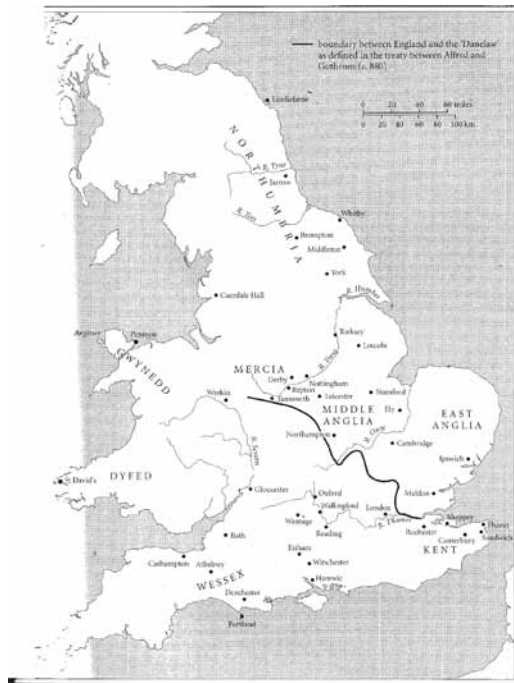 boundary between England and the 'Danelaw'
as defined in the treaty between Alfred and
Guthrum (c. 880)
0 20 40 60 miles
0 20 40 60 80 100 km
Lindisfarne
NORTHUMBRIA
R. Tyne
Jarrow
R. Tees
Whitby
Brompton
Middleton
York
Cuerdale Hall
R. Humber
Torksey
Lincoln
Penmon
GWYNEDD
MERCIA
R. Trent
Derby
Nottingham
Repton
Tamworth
Leicester
Stamford
Wrekin
MIDDLE
ANGLIA
Ely
EAST
ANGLIA
Northampton
R. Ouse
Cambridge
R. Severn
Ipswich
St David's
DYFED
Gloucester
Maldon
Oxford
Wallingford
London
Wantage
R. Thames
Sheppey
Thanet
Reading
Rochester
Sandwich
Bath
Canterbury
KENT
Carhampton
Athelney
Winchester
WESSEX
Hamwic
Dorchester
Portland